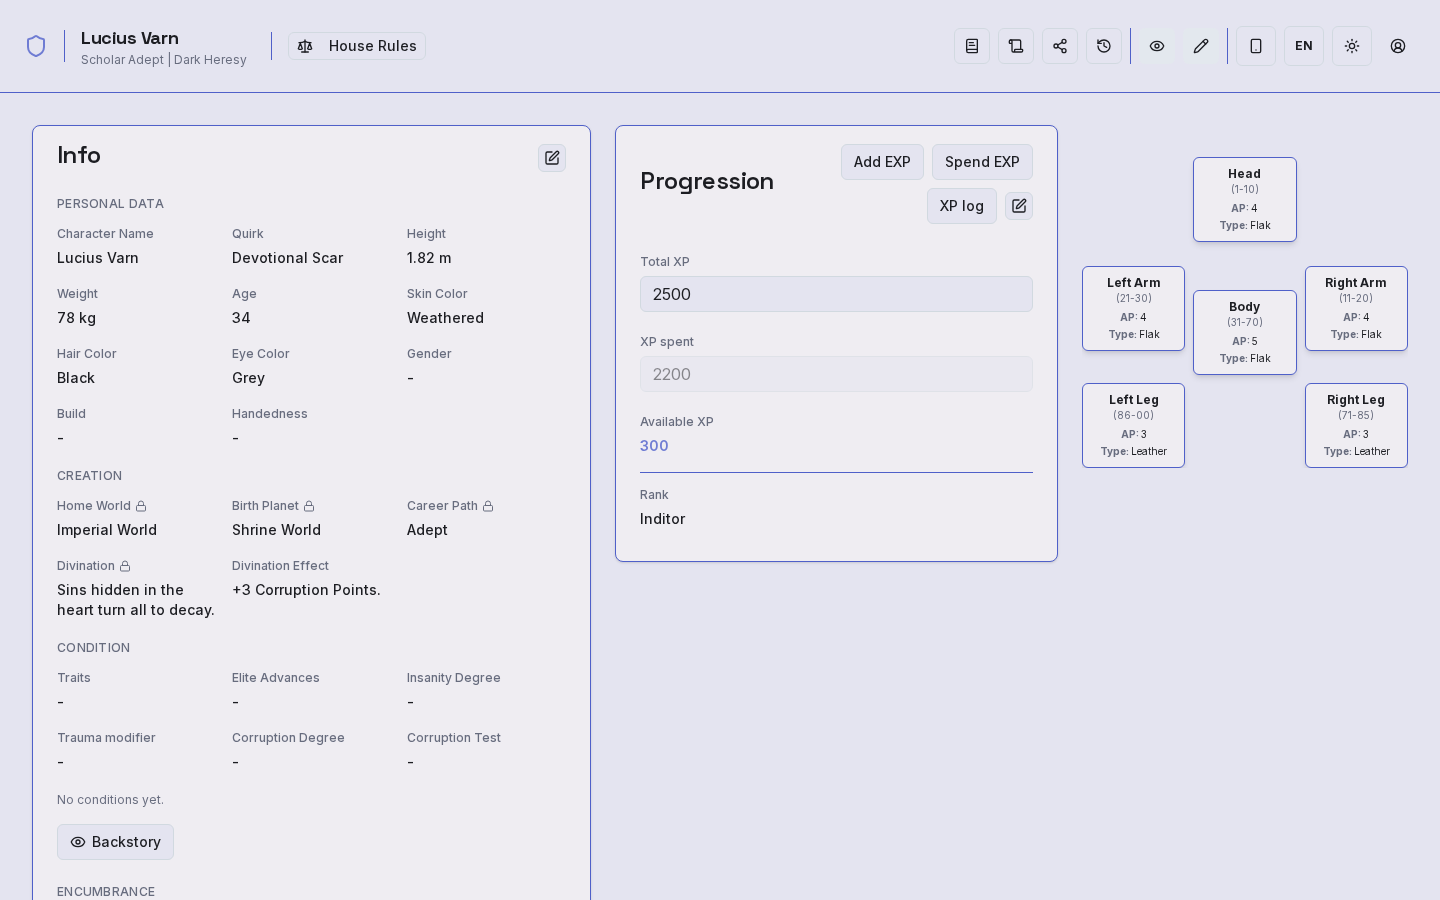 Lucius Varn
Scholar Adept | Dark Heresy
House Rules
EN
Info
PERSONAL DATA
Character Name
Lucius Varn
Quirk
Devotional Scar
Height
1.82 m
Weight
78 kg
Age
34
Skin Color
Weathered
Hair Color
Black
Eye Color
Grey
Gender
-
Build
-
Handedness
-
CREATION
Home World
Imperial World
Birth Planet
Shrine World
Career Path
Adept
Divination
Sins hidden in the
heart turn all to decay.
Divination Effect
+3 Corruption Points.
CONDITION
Traits
-
Elite Advances
-
Insanity Degree
-
Trauma modifier
-
Corruption Degree
-
Corruption Test
-
No conditions yet.
Backstory
ENCUMBRANCE
Progression
Add EXP
Spend EXP
XP log
Total XP
2500
XP spent
2200
Available XP
300
Rank
Inditor
Head
(1-10)
AP: 4
Type: Flak
Left Arm
(21-30)
AP: 4
Type: Flak
Body
(31-70)
AP: 5
Type: Flak
Right Arm
(11-20)
AP: 4
Type: Flak
Left Leg
(86-00)
AP: 3
Type: Leather
Right Leg
(71-85)
AP: 3
Type: Leather